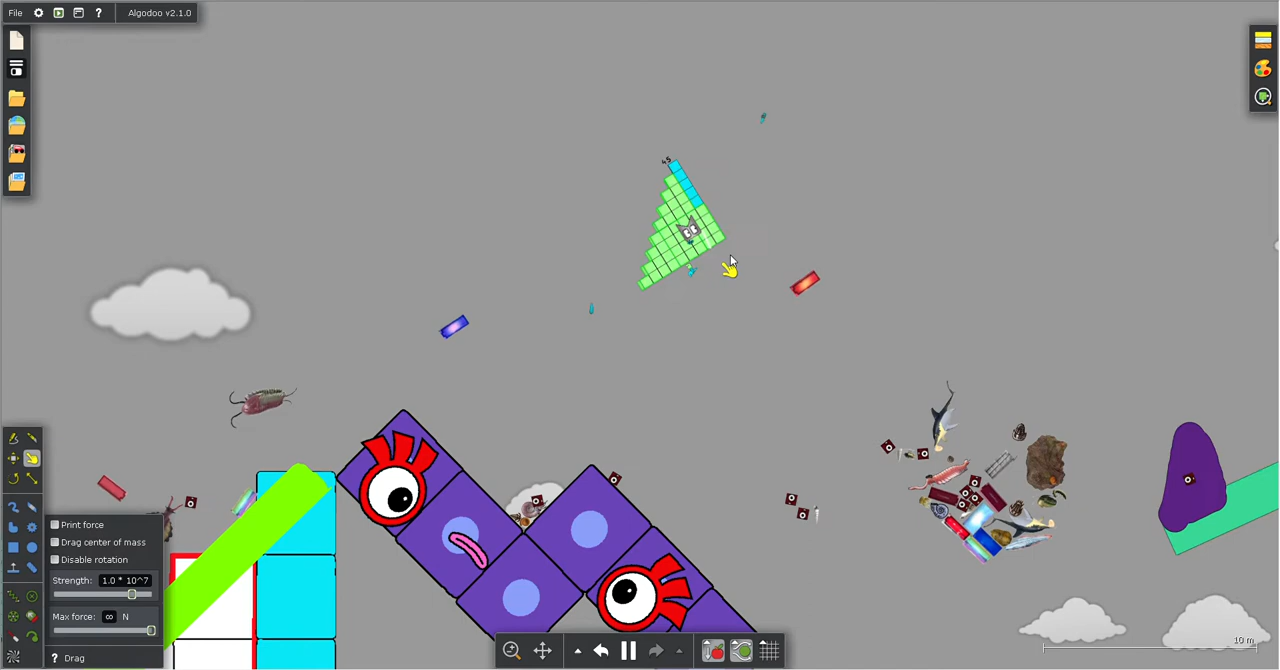 File ? Algodoo v2.1.0
45
Print force
Drag center of mass
Disable rotation
Strength: 1.0 * 10^7
Max force: ∞ N
? Drag
10 m